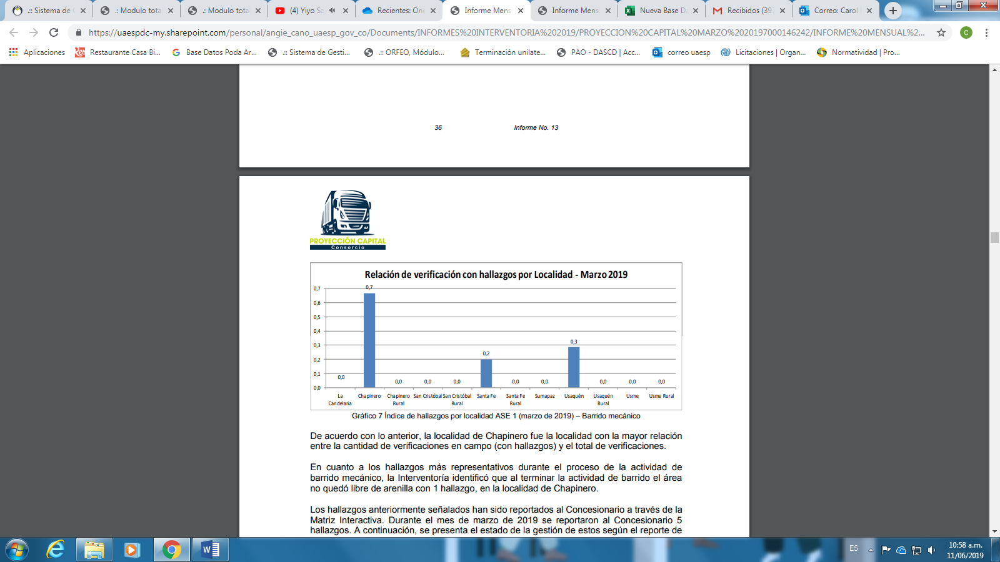 .:: Sistema de G
.: Modulo tota
.: Modulo tota
(4) Yiyo Sa
Recientes: One
Informe Mens
Informe Mens
Nueva Base Da
Recibidos (397
Correo: Carol
https://uaespdc-my.sharepoint.com/personal/angie_cano_uaesp_gov_co/Documents/INFORMES%20INTERVENTORIA%202019/PROYECCION%20CAPITAL%20MARZO%2020197000146242/INFORME%20MENSUAL%2...
C
Aplicaciones
Restaurante Casa Bi...
Base Datos Poda Ar...
.:: Sistema de Gesti...
.:: ORFEO, Módulo...
Terminación unilate...
PAO - DASCD | Acc...
correo uaesp
Licitaciones | Organ...
Normatividad | Pro...
36 Informe No. 13
PROYECCIÓN CAPITAL
Consorcio
Relación de verificación con hallazgos por Localidad - Marzo 2019
0,7
0,6
0,5
0,4
0,3
0,2
0,1
0,0
0,0 0,7 0,0 0,0 0,0 0,2 0,0 0,0 0,3 0,0 0,0 0,0
La Candelaria
Chapinero
Chapinero Rural
San Cristóbal
San Cristóbal Rural
Santa Fe
Santa Fe Rural
Sumapaz
Usaquén
Usaquén Rural
Usme
Usme Rural
Gráfico 7 Índice de hallazgos por localidad ASE 1 (marzo de 2019) – Barrido mecánico
De acuerdo con lo anterior, la localidad de Chapinero fue la localidad con la mayor relación
entre la cantidad de verificaciones en campo (con hallazgos) y el total de verificaciones.
En cuanto a los hallazgos más representativos durante el proceso de la actividad de
barrido mecánico, la Interventoría identificó que al terminar la actividad de barrido el área
no quedó libre de arenilla con 1 hallazgo, en la localidad de Chapinero.
Los hallazgos anteriormente señalados han sido reportados al Concesionario a través de la
Matriz Interactiva. Durante el mes de marzo de 2019 se reportaron al Concesionario 5
hallazgos. A continuación, se presenta el estado de la gestión de estos según el reporte de
ES
10:58 a.m.
11/06/2019